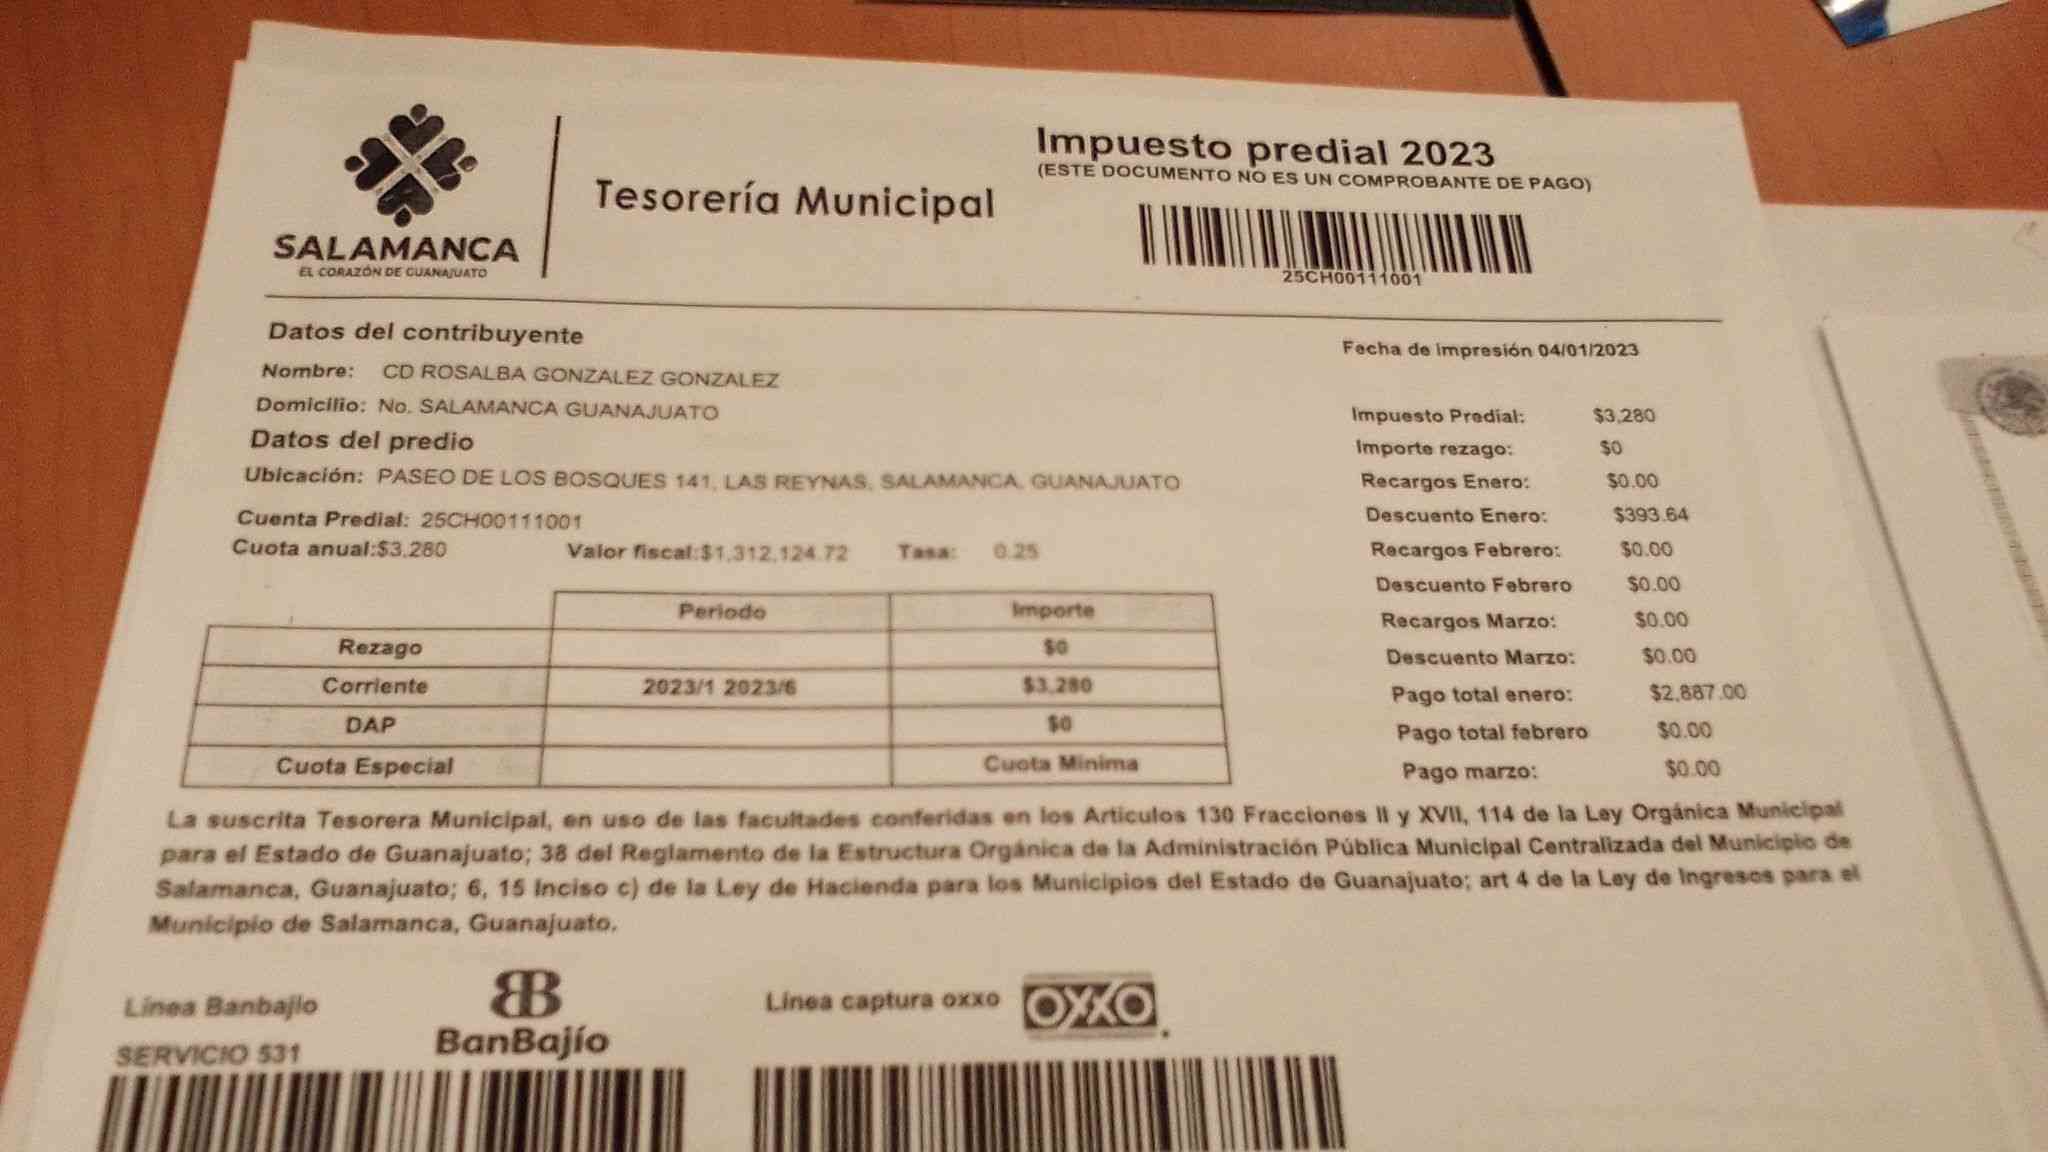 SALAMANCA
EL CORAZÓN DE GUANAJUATO
Tesorería Municipal
Impuesto predial 2023
(ESTE DOCUMENTO NO ES UN COMPROBANTE DE PAGO)
25CH00111001
Datos del contribuyente
Nombre: CD ROSALBA GONZALEZ GONZALEZ
Domicilio: No. SALAMANCA GUANAJUATO
Datos del predio
Ubicación: PASEO DE LOS BOSQUES 141, LAS REYNAS, SALAMANCA, GUANAJUATO
Cuenta Predial: 25CH00111001
Cuota anual:$3,280 Valor fiscal:$1,312,124.72 Tasa: 0.25
Periodo Importe
Rezago $0
Corriente 2023/1 2023/6 $3,280
DAP $0
Cuota Especial Cuota Minima
Fecha de impresión 04/01/2023
Impuesto Predial: $3,280
Importe rezago: $0
Recargos Enero: $0.00
Descuento Enero: $393.64
Recargos Febrero: $0.00
Descuento Febrero $0.00
Recargos Marzo: $0.00
Descuento Marzo: $0.00
Pago total enero: $2,887.00
Pago total febrero $0.00
Pago marzo: $0.00
La suscrita Tesorera Municipal, en uso de las facultades conferidas en los Articulos 130 Fracciones II y XVII, 114 de la Ley Orgánica Municipal
para el Estado de Guanajuato; 38 del Reglamento de la Estructura Orgánica de la Administración Pública Municipal Centralizada del Municipio de
Salamanca, Guanajuato; 6, 15 Inciso c) de la Ley de Hacienda para los Municipios del Estado de Guanajuato; art 4 de la Ley de Ingresos para el
Municipio de Salamanca, Guanajuato.
Línea Banbajío
BanBajío
SERVICIO 531
Línea captura oxxo
OXXO